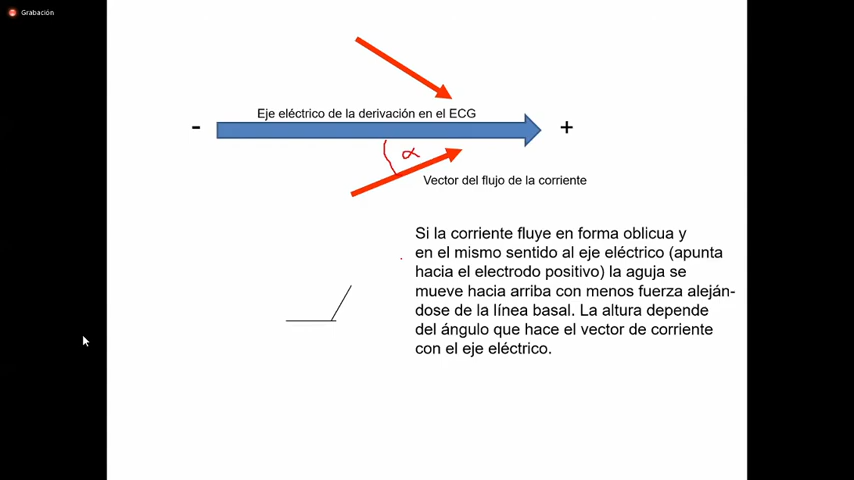 Grabación
Eje eléctrico de la derivación en el ECG
- +
α
Vector del flujo de la corriente
Si la corriente fluye en forma oblicua y
en el mismo sentido al eje eléctrico (apunta
hacia el electrodo positivo) la aguja se
mueve hacia arriba con menos fuerza aleján-
dose de la línea basal. La altura depende
del ángulo que hace el vector de corriente
con el eje eléctrico.